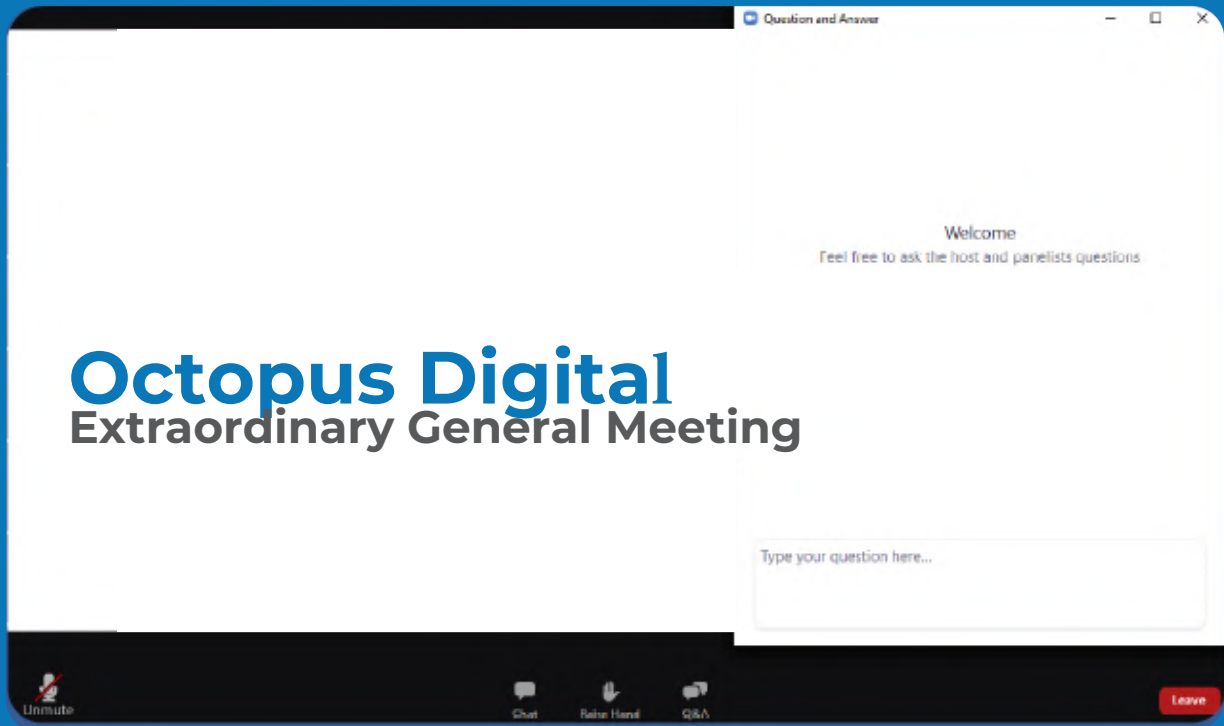 Question and Answer
Welcome
Feel free to ask the host and panelists questions
Octopus Digital
Extraordinary General Meeting
Type your question here...
Unmute
Chat
Raise Hand
Q&A
Leave